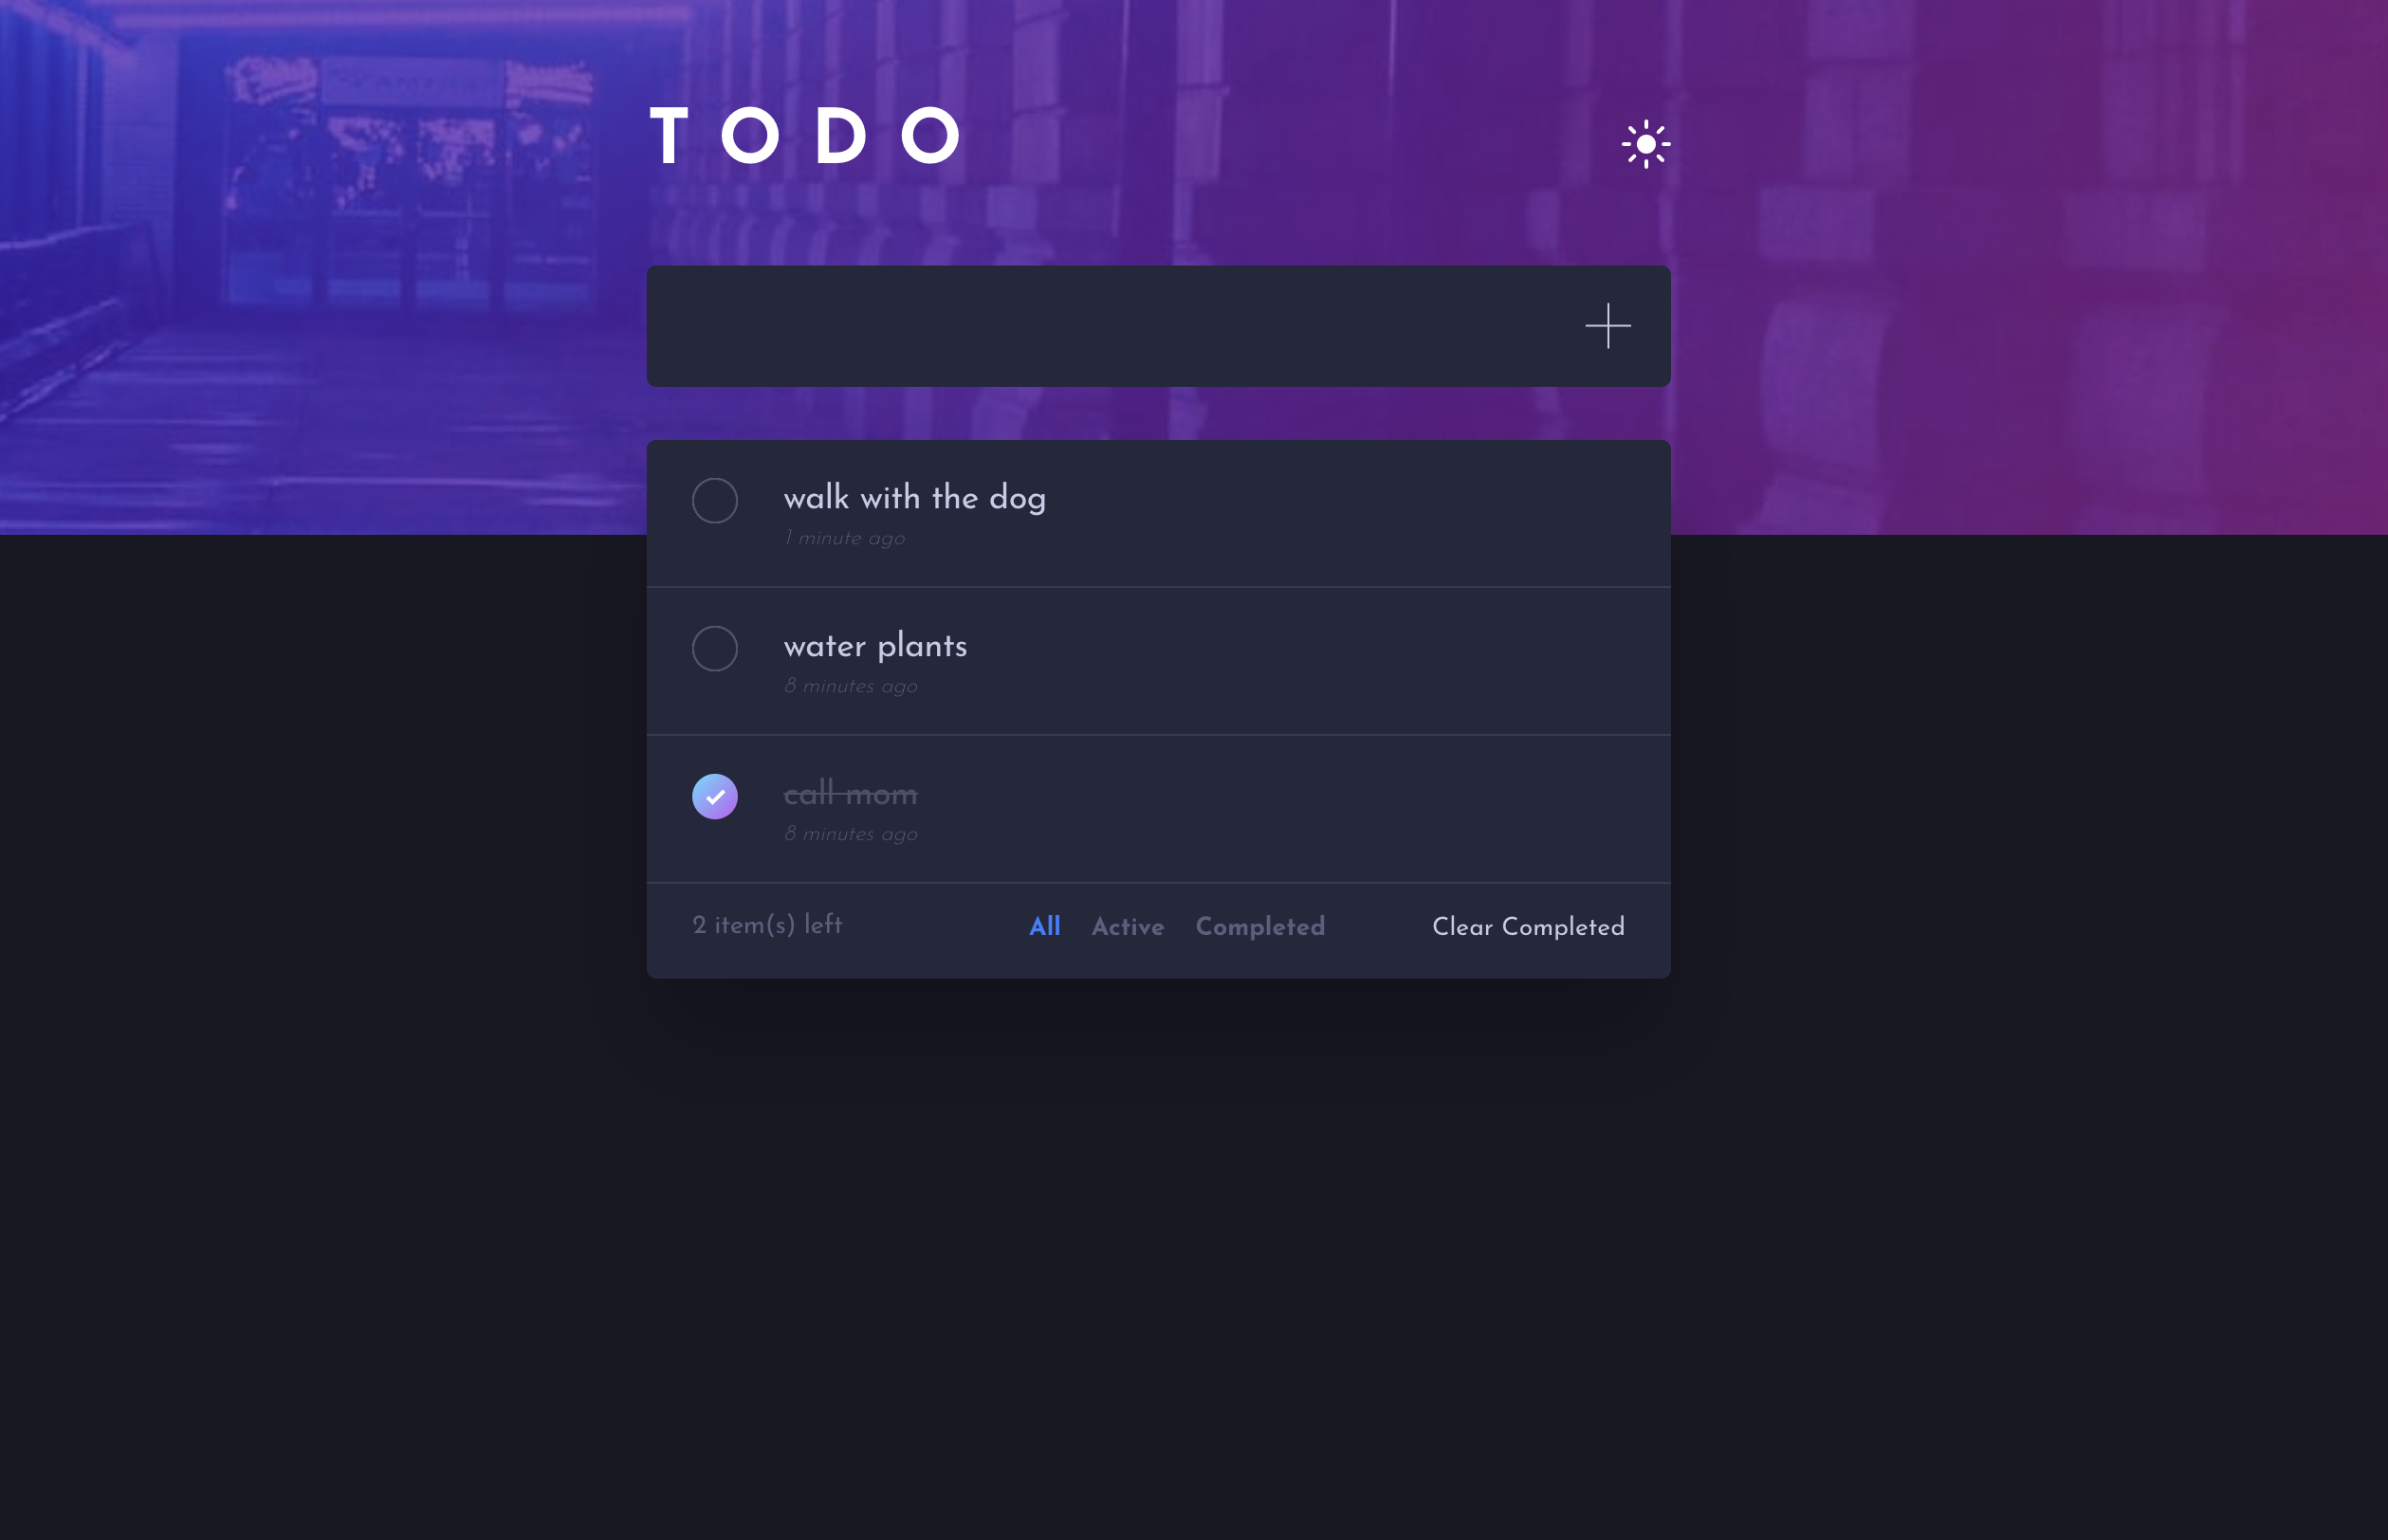 TODO
walk with the dog
1 minute ago
water plants
8 minutes ago
call mom
8 minutes ago
2 item(s) left All Active Completed Clear Completed